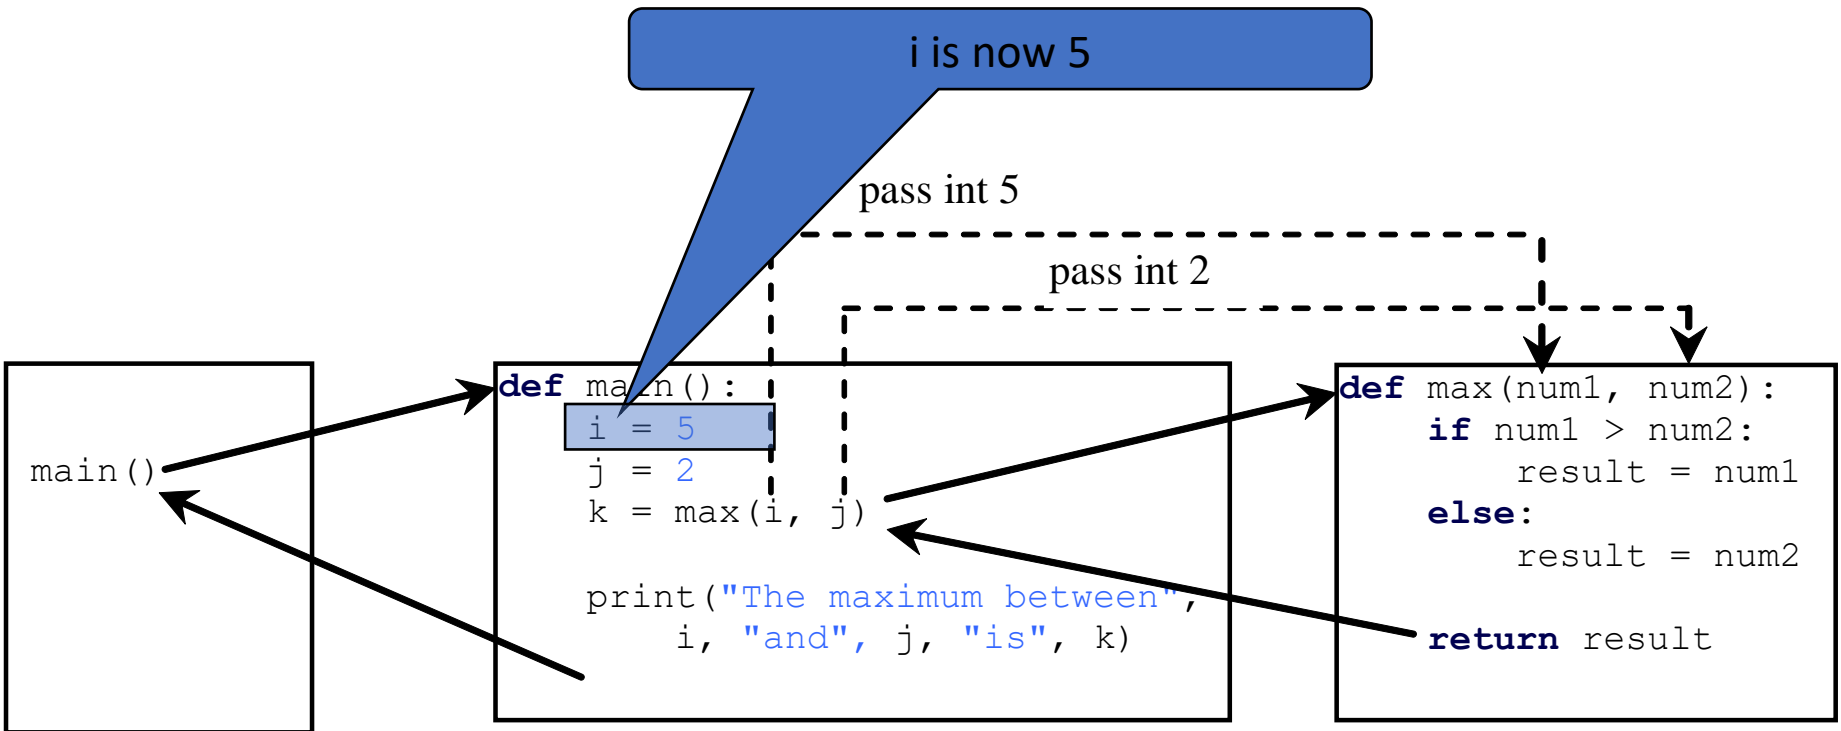 i is now 5
pass int 5
pass int 2
main()
def main():
    i = 5
    j = 2
    k = max(i, j)
    print("The maximum between",
        i, "and", j, "is", k)
def max(num1, num2):
    if num1 > num2:
        result = num1
    else:
        result = num2
    return result